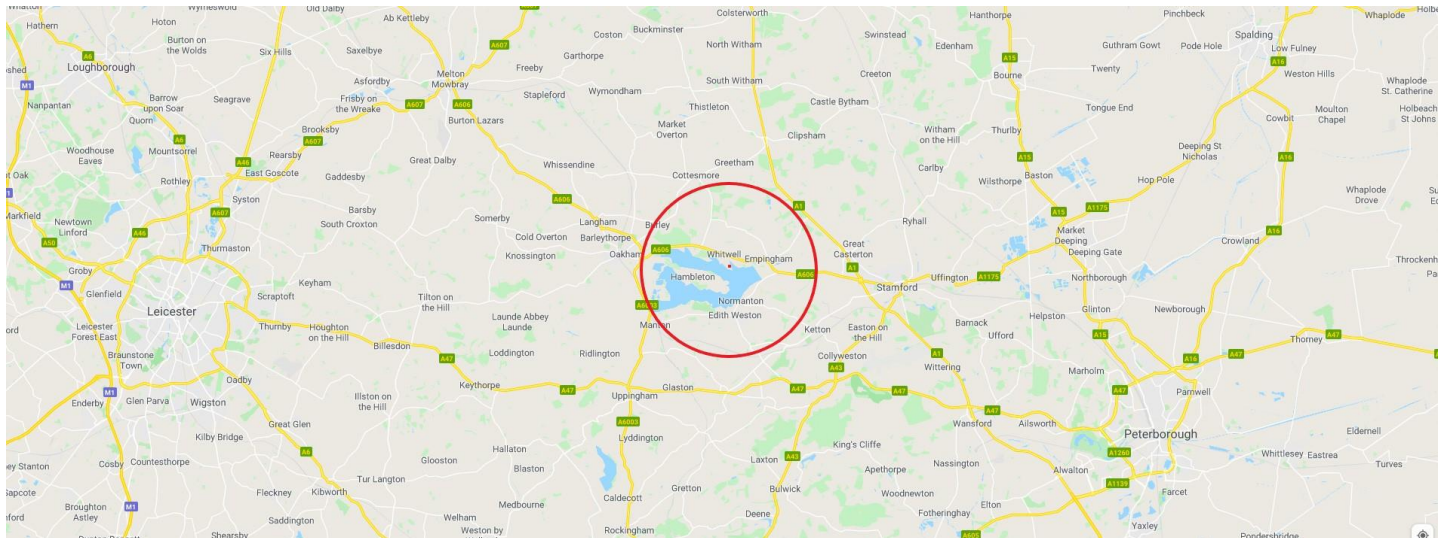 Whatton
Wymeswold
Old Dalby
Ab Kettleby
Buckminster
Colsterworth
Hanthorpe
Pinchbeck
Whaplode
Hathern
Hoton
Coston
Swinstead
Spalding
Burton on
the Wolds
A6
Six Hills
Saxelbye
A607
Garthorpe
North Witham
Edenham
A15
Guthram Gowt
Pode Hole
Low Fulney
A16
Loughborough
Freeby
M1
Asfordby
Melton
Mowbray
South Witham
Creeton
Bourne
Twenty
Weston Hills
Whaplode
St. Catherine
Nanpantan
Barrow
upon Soar
Seagrave
Frisby on
the Wreake
A607
A606
Stapleford
Wymondham
Thistleton
Castle Bytham
Tongue End
Moulton
Chapel
Holbeach
St Johns
Quorn
Burton Lazars
Cowbit
Brooksby
Market
Overton
Clipsham
Witham
on the Hill
Thurlby
A6
A607
Woodhouse
Eaves
Mountsorrel
Rearsby
A46
Great Dalby
Whissendine
Greetham
A15
Deeping St
Nicholas
A16
t Oak
Rothley
East Goscote
Gaddesby
Cottesmore
Carlby
Wilsthorpe
Baston
Hop Pole
Syston
A606
A1
Whaplode
Drove
Markfield
Newtown
Linford
A607
Barsby
South Croxton
Somerby
Langham
Burley
Ryhall
A15
A1175
A46
A16
A50
Thurmaston
Cold Overton
Barleythorpe
Market
Deeping
Crowland
Knossington
Oakham
A606
Whitwell
Empingham
Great
Casterton
Deeping Gate
Groby
A606
A1
Uffington
A1175
Northborough
M1
Glenfield
Keyham
Hambleton
Stamford
Scraptoft
Tilton on
the Hill
Normanton
Leicester
A6003
Launde Abbey
Launde
Edith Weston
Helpston
Glinton
Newborough
Leicester
Forest East
Thurnby
Houghton
on the Hill
Manton
Ketton
Easton on
the Hill
Barnack
Ufford
A15
Thorney
A47
Billesdon
Braunstone
Town
Loddington
Ridlington
Collyweston
A1
A16
A47
A47
A43
Wittering
Marholm
Oadby
Keythorpe
A47
Glaston
A47
A47
A47
Parnwell
M1
Enderby
Glen Parva
Wigston
Illston on
the Hill
Uppingham
A47
Great Glen
A6003
Wansford
Ailsworth
Kilby Bridge
Lyddington
Peterborough
Eldernell
A6
Hallaton
King's Cliffe
A1260
ey Stanton
Cosby
Countesthorpe
Glooston
Blaston
Laxton
A43
Apethorpe
Nassington
Alwalton
Whittlesey
Eastrea
Turves
Tur Langton
A1139
Sapcote
Fleckney
Kibworth
Caldecott
Gretton
Bulwick
Woodnewton
Farcet
Broughton
Astley
M1
Medbourne
Elton
Saddington
Welham
Deene
Fotheringhay
Yaxley
Shearsby
Weston by
Rockingham
A605
Pondersbridge